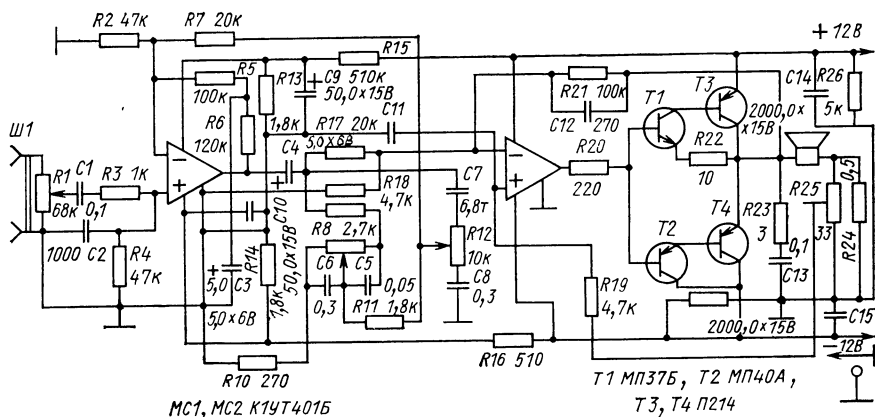 R2 47к
R7 20к
R15
+12В
R5
100к
R13
1,8к
C9 510к
50,0×15В
C11
R21 100к
C12 270
T1
T3
C14
2000,0
×15В
R26
5к
Ш1
R1
68к
C1
0,1
R3 1к
R6
120к
C4
R17 20к
5,0×6В
R18
4,7к
C7
6,8т
R20
220
R22
10
R25
33
0,5
R24
1000
C2
R4
47к
+
5,0
C3
5,0×6В
C10
R14
1,8к
50,0×15В
R8 2,7к
C6
0,3
C5
0,05
R11 1,8к
R12
10к
C8
0,3
R19
4,7к
T2
T4
R23
3
0,1
C13
2000,0×15В
C15
−12В
R10 270
R16 510
МС1, МС2 К1УТ401Б
Т1 МП37Б, Т2 МП40А,
Т3, Т4 П214